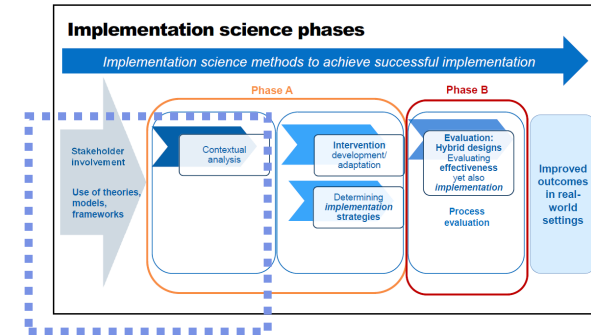 Implementation science phases
Implementation science methods to achieve successful implementation
Phase A
Phase B
Stakeholder
involvement
Use of theories,
models,
frameworks
Contextual
analysis
Intervention
development/
adaptation
Determining
implementation
strategies
Evaluation:
Hybrid designs
Evaluating
effectiveness
yet also
implementation
Process
evaluation
Improved
outcomes
in real-
world
settings